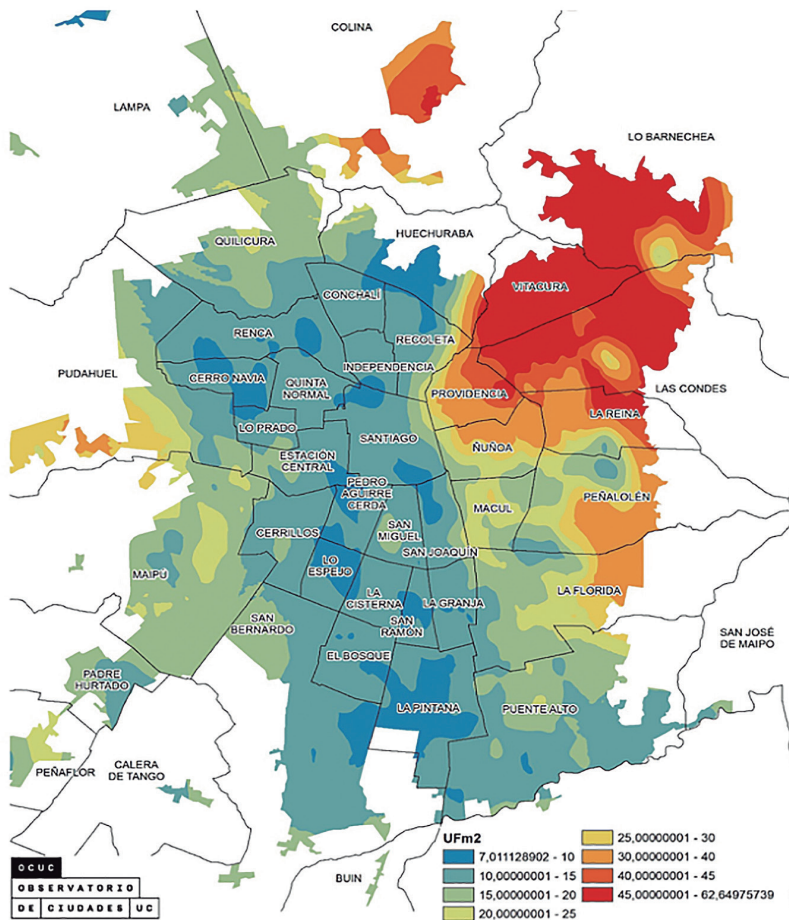 COLINA
LAMPA
LO BARNECHEA
HUECHURABA
QUILICURA
VITACURA
CONCHALÍ
RENCA
RECOLETA
PUDAHUEL
INDEPENDENCIA
CERRO NAVIA
QUINTA
NORMAL
PROVIDENCIA
LAS CONDES
LA REINA
LO PRADO
SANTIAGO
ÑUÑOA
ESTACIÓN
CENTRAL
PEDRO
AGUIRRE
CERDA
PEÑALOLÉN
MACUL
SAN
MIGUEL
CERRILLOS
SAN JOAQUÍN
LO
ESPEJO
MAIPÚ
LA FLORIDA
LA
CISTERNA
LA GRANJA
SAN
BERNARDO
SAN
RAMÓN
SAN JOSÉ
DE MAIPO
EL BOSQUE
PADRE
HURTADO
LA PINTANA
PUENTE ALTO
PEÑAFLOR
CALERA
DE TANGO
BUIN
UFm2
7,011128902 - 10
10,00000001 - 15
15,00000001 - 20
20,00000001 - 25
25,00000001 - 30
30,00000001 - 40
40,00000001 - 45
45,00000001 - 62,64975739
OCUC
OBSERVATORIO
DE CIUDADES UC